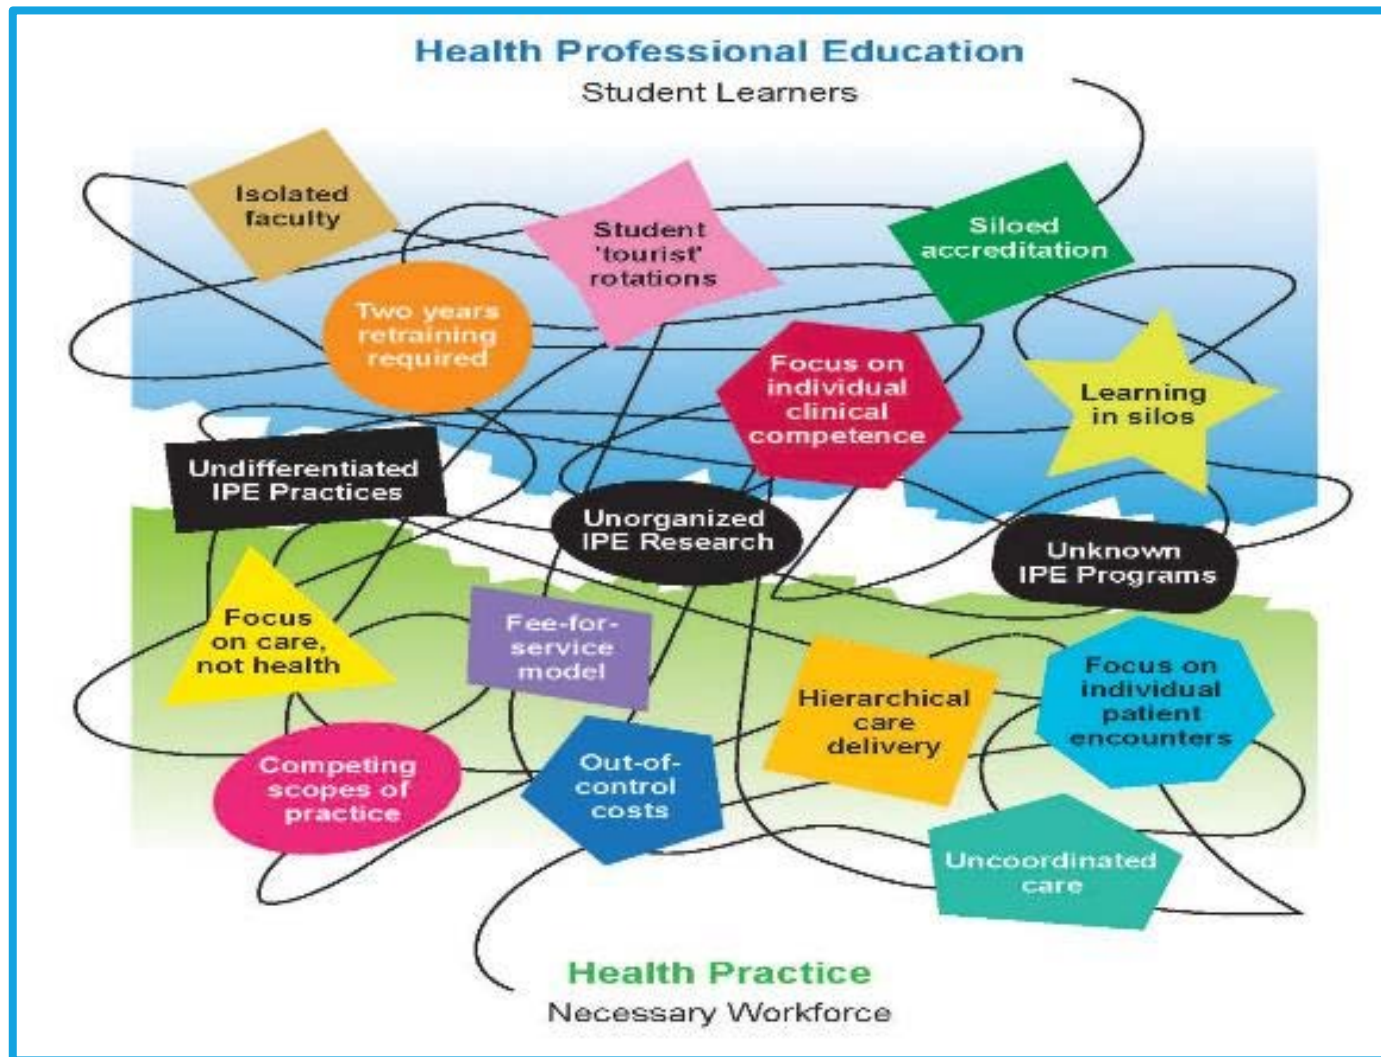 Health Professional Education
Student Learners
Isolated
faculty
Student
'tourist'
rotations
Siloed
accreditation
Two years
retraining
required
Focus on
individual
clinical
competence
Learning
in silos
Undifferentiated
IPE Practices
Unorganized
IPE Research
Unknown
IPE Programs
Focus
on care,
not health
Fee-for-
service
model
Hierarchical
care
delivery
Focus on
individual
patient
encounters
Competing
scopes of
practice
Out-of-
control
costs
Uncoordinated
care
Health Practice
Necessary Workforce